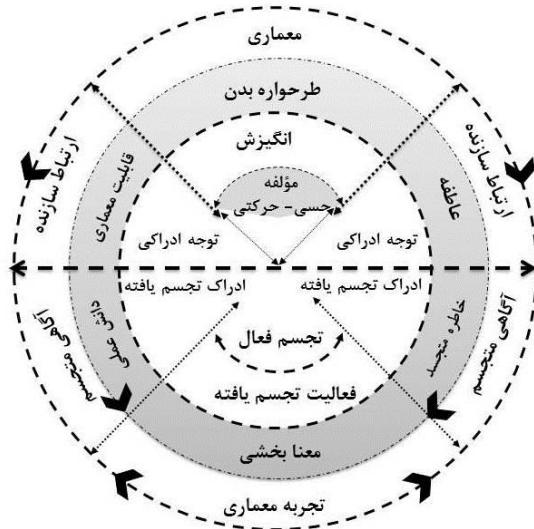 معماری
طرحواره بدن
انگیزش
ارتباط سازنده
ارتباط سازنده
قابلیت معماری
عاطفه
مؤلفه
حسی- حرکتی
توجه ادراکی
توجه ادراکی
ادراک تجسم یافته
ادراک تجسم یافته
آگاهی متجسم
آگاهی متجسم
دانش عملی
خاطره متجسد
تجسم فعال
فعالیت تجسم یافته
معنا بخشی
تجربه معماری